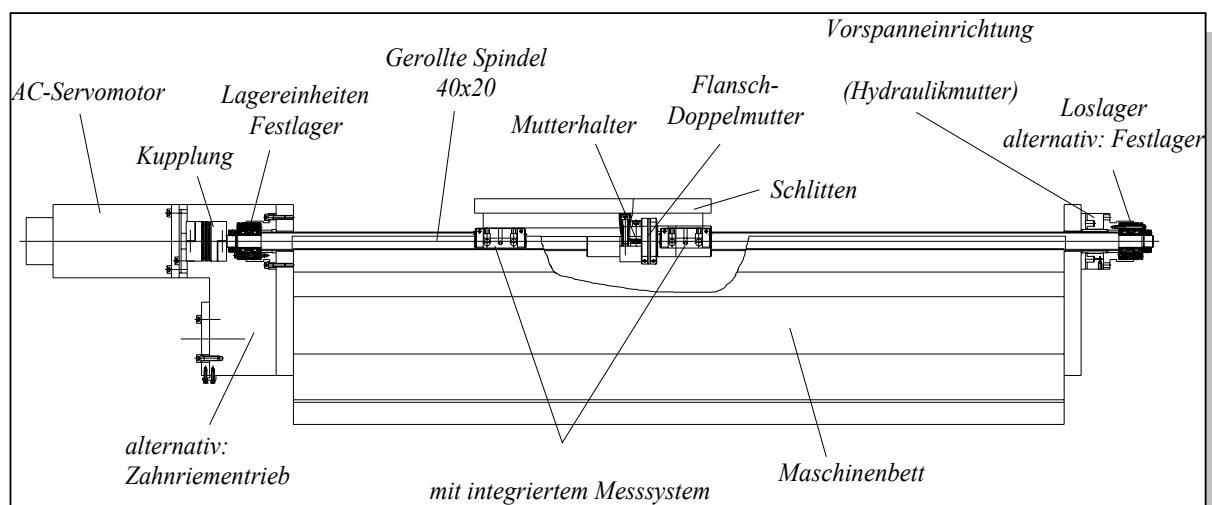 Vorspanneinrichtung
(Hydraulikmutter)
AC-Servomotor
Kupplung
Lagereinheiten
Festlager
Gerollte Spindel
40x20
Mutterhalter
Flansch-
Doppelmutter
Schlitten
Loslager
alternativ: Festlager
alternativ:
Zahnriementrieb
mit integriertem Messsystem
Maschinenbett